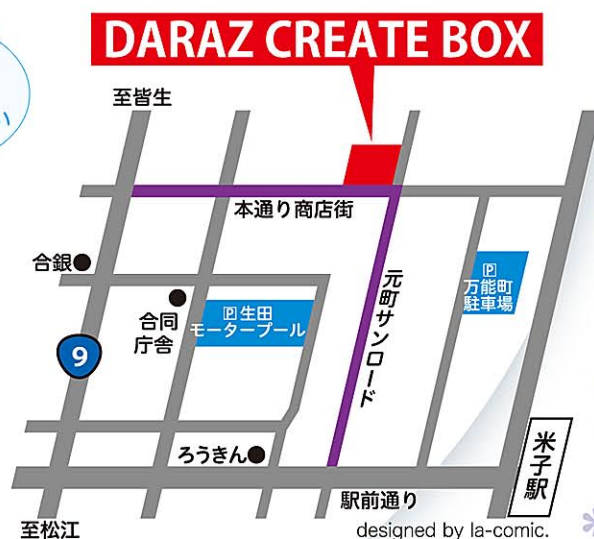 い
DARAZ CREATE BOX
至皆生
本通り商店街
合銀
合同
庁舎
P 生田
モータープール
元町サンロード
P
万能町
駐車場
9
ろうきん
米子駅
駅前通り
至松江
designed by la-comic.